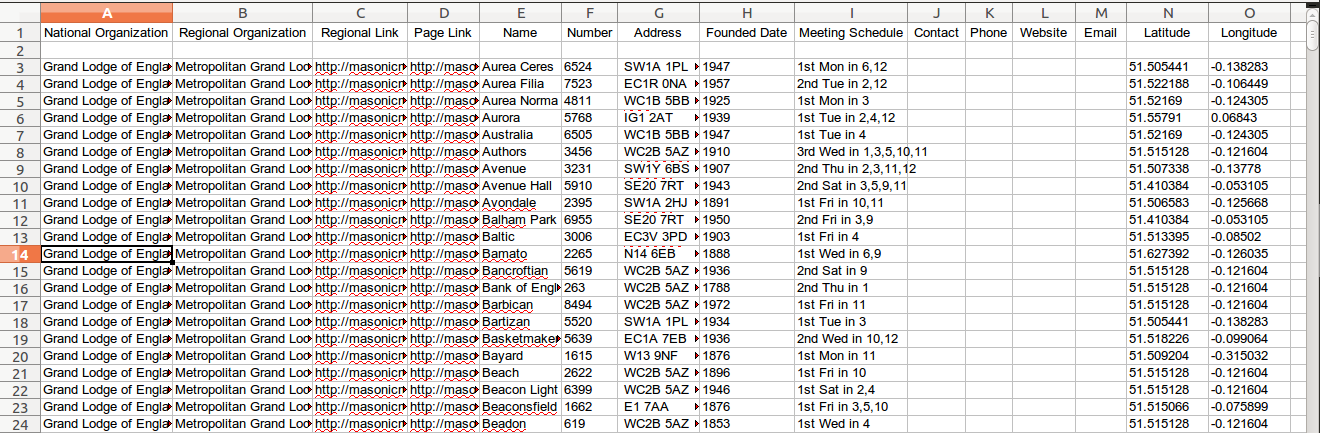 A B C D E F G H I J K L M N O
1 National Organization Regional Organization Regional Link Page Link Name Number Address Founded Date Meeting Schedule Contact Phone Website Email Latitude Longitude
2
3 Grand Lodge of Engla Metropolitan Grand Loo http://masonicr http://maso Aurea Ceres 6524 SW1A 1PL 1947 1st Mon in 6,12 51.505441 -0.138283
4 Grand Lodge of Engla Metropolitan Grand Loo http://masonicr http://maso Aurea Filia 7523 EC1R 0NA 1957 2nd Tue in 2,12 51.522188 -0.106449
5 Grand Lodge of Engla Metropolitan Grand Loo http://masonicr http://maso Aurea Norma 4811 WC1B 5BB 1925 1st Mon in 3 51.52169 -0.124305
6 Grand Lodge of Engla Metropolitan Grand Loo http://masonicr http://maso Aurora 5768 IG1 2AT 1939 1st Tue in 2,4,12 51.55791 0.06843
7 Grand Lodge of Engla Metropolitan Grand Loo http://masonicr http://maso Australia 6505 WC1B 5BB 1947 1st Tue in 4 51.52169 -0.124305
8 Grand Lodge of Engla Metropolitan Grand Loo http://masonicr http://maso Authors 3456 WC2B 5AZ 1910 3rd Wed in 1,3,5,10,11 51.515128 -0.121604
9 Grand Lodge of Engla Metropolitan Grand Loo http://masonicr http://maso Avenue 3231 SW1Y 6BS 1907 2nd Thu in 2,3,11,12 51.507338 -0.13778
10 Grand Lodge of Engla Metropolitan Grand Loo http://masonicr http://maso Avenue Hall 5910 SE20 7RT 1943 2nd Sat in 3,5,9,11 51.410384 -0.053105
11 Grand Lodge of Engla Metropolitan Grand Loo http://masonicr http://maso Avondale 2395 SW1A 2HJ 1891 1st Fri in 10,11 51.506583 -0.125668
12 Grand Lodge of Engla Metropolitan Grand Loo http://masonicr http://maso Balham Park 6955 SE20 7RT 1950 2nd Fri in 3,9 51.410384 -0.053105
13 Grand Lodge of Engla Metropolitan Grand Loo http://masonicr http://maso Baltic 3006 EC3V 3PD 1903 1st Fri in 4 51.513395 -0.08502
14 Grand Lodge of Engla Metropolitan Grand Loo http://masonicr http://maso Bamato 2265 N14 6EB 1888 1st Wed in 6,9 51.627392 -0.126035
15 Grand Lodge of Engla Metropolitan Grand Loo http://masonicr http://maso Bancroftian 5619 WC2B 5AZ 1936 2nd Sat in 9 51.515128 -0.121604
16 Grand Lodge of Engla Metropolitan Grand Loo http://masonicr http://maso Bank of Engl 263 WC2B 5AZ 1788 2nd Thu in 1 51.515128 -0.121604
17 Grand Lodge of Engla Metropolitan Grand Loo http://masonicr http://maso Barbican 8494 WC2B 5AZ 1972 1st Fri in 11 51.515128 -0.121604
18 Grand Lodge of Engla Metropolitan Grand Loo http://masonicr http://maso Bartizan 5520 SW1A 1PL 1934 1st Tue in 3 51.505441 -0.138283
19 Grand Lodge of Engla Metropolitan Grand Loo http://masonicr http://maso Basketmake 5639 EC1A 7EB 1936 2nd Wed in 10,12 51.518226 -0.099064
20 Grand Lodge of Engla Metropolitan Grand Loo http://masonicr http://maso Bayard 1615 W13 9NF 1876 1st Mon in 11 51.509204 -0.315032
21 Grand Lodge of Engla Metropolitan Grand Loo http://masonicr http://maso Beach 2622 WC2B 5AZ 1896 1st Fri in 10 51.515128 -0.121604
22 Grand Lodge of Engla Metropolitan Grand Loo http://masonicr http://maso Beacon Light 6399 WC2B 5AZ 1946 1st Sat in 2,4 51.515128 -0.121604
23 Grand Lodge of Engla Metropolitan Grand Loo http://masonicr http://maso Beaconsfield 1662 E1 7AA 1876 1st Fri in 3,5,10 51.515066 -0.075899
24 Grand Lodge of Engla Metropolitan Grand Loo http://masonicr http://maso Beadon 619 WC2B 5AZ 1853 1st Wed in 4 51.515128 -0.121604